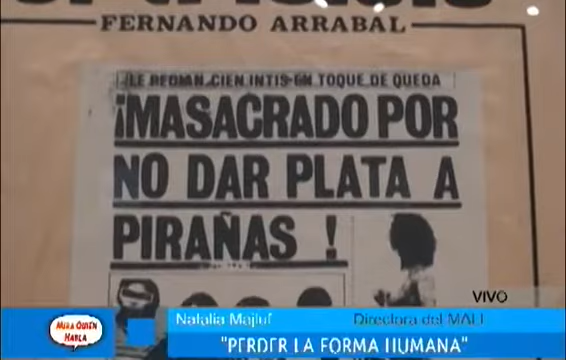 FERNANDO ARRABAL
¡LE PEDIAN CIEN INTIS EN TOQUE DE QUEDA
¡MASACRADO POR
NO DAR PLATA A
PIRAÑAS !
VIVO
Natalia Majluf
Directora del MALI
MIRA QUIEN
HABLA
"PERDER LA FORMA HUMANA"